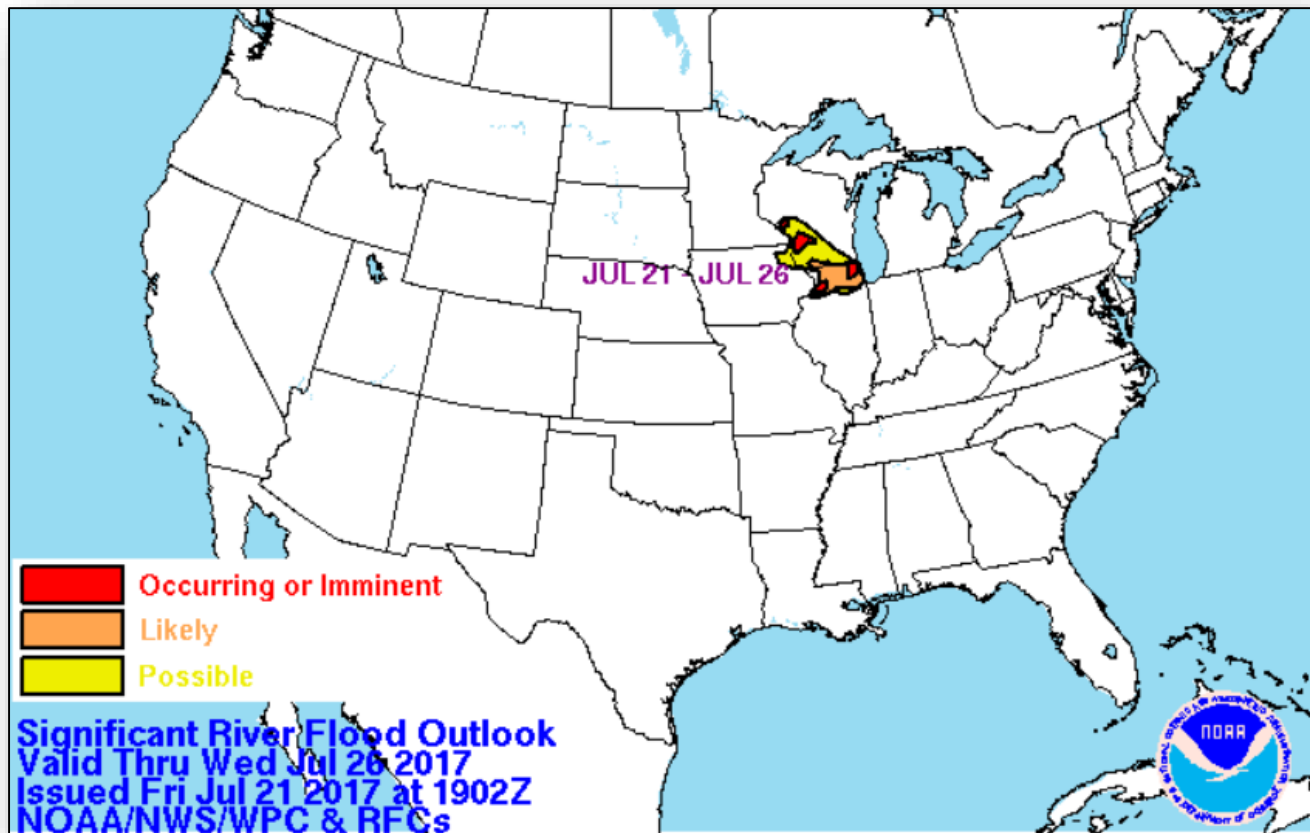 JUL 21 - JUL 26
Occurring or Imminent
Likely
Possible
Significant River Flood Outlook
Valid Thru Wed Jul 26 2017
Issued Fri Jul 21 2017 at 1902Z
NOAA/NWS/WPC & RFCs
NOAA